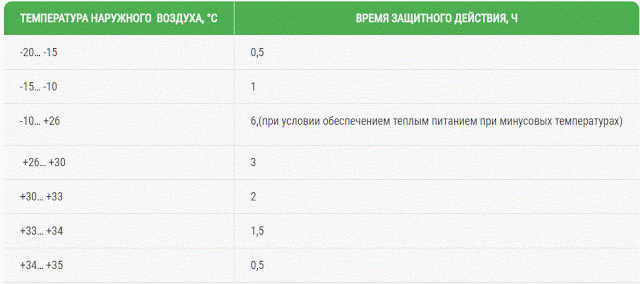 ТЕМПЕРАТУРА НАРУЖНОГО ВОЗДУХА, °С ВРЕМЯ ЗАЩИТНОГО ДЕЙСТВИЯ, Ч
-20... -15 0,5
-15... -10 1
-10... +26 6,(при условии обеспечением теплым питанием при минусовых температурах)
+26... +30 3
+30... +33 2
+33... +34 1,5
+34... +35 0,5